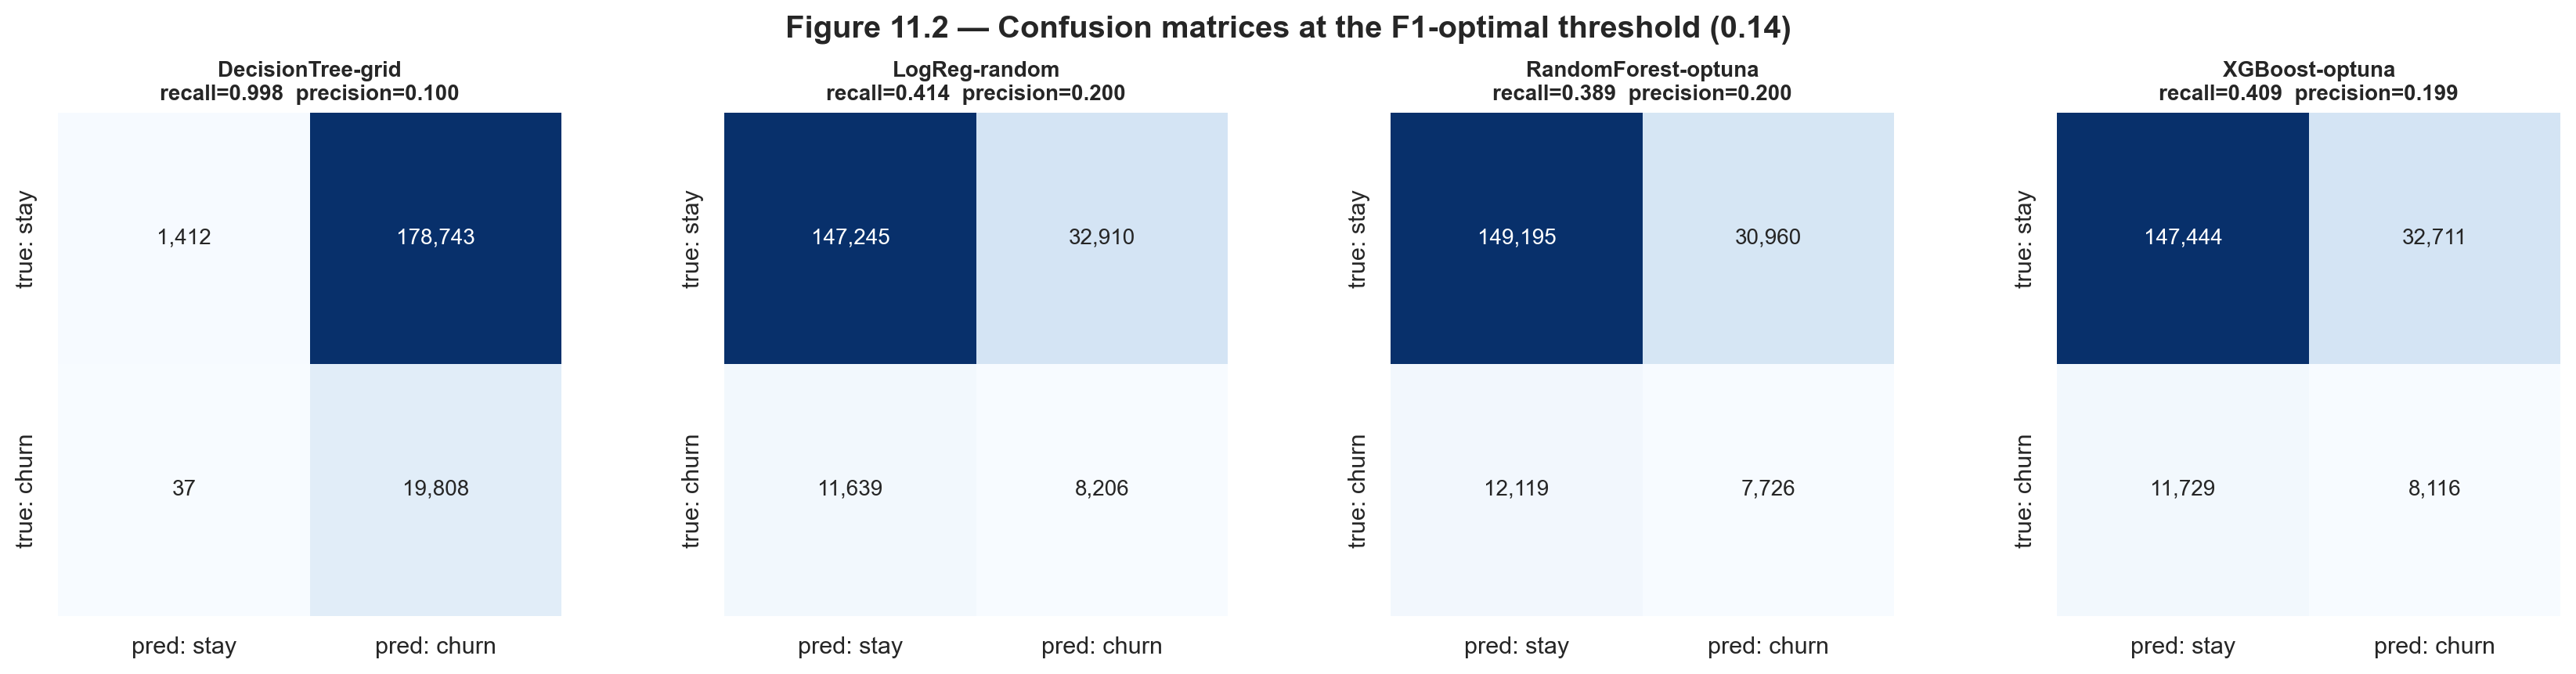 Figure 11.2 — Confusion matrices at the F1-optimal threshold (0.14)
DecisionTree-grid
recall=0.998  precision=0.100
true: stay
1,412
178,743
true: churn
37
19,808
pred: stay
pred: churn
LogReg-random
recall=0.414  precision=0.200
true: stay
147,245
32,910
true: churn
11,639
8,206
pred: stay
pred: churn
RandomForest-optuna
recall=0.389  precision=0.200
true: stay
149,195
30,960
true: churn
12,119
7,726
pred: stay
pred: churn
XGBoost-optuna
recall=0.409  precision=0.199
true: stay
147,444
32,711
true: churn
11,729
8,116
pred: stay
pred: churn